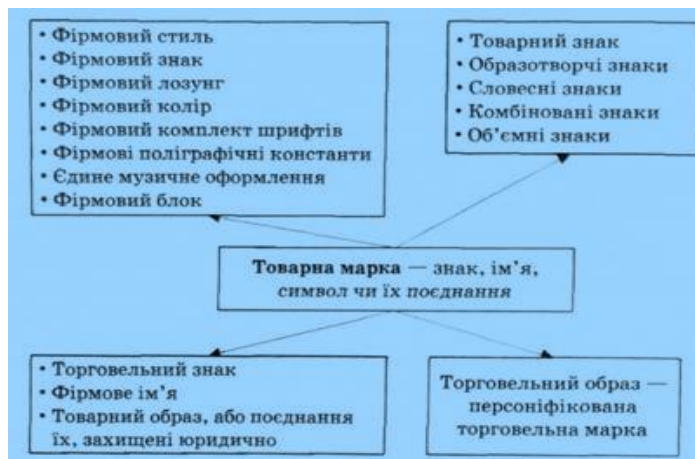 • Фірмовий стиль
• Фірмовий знак
• Фірмовий лозунг
• Фірмовий колір
• Фірмовий комплект шрифтів
• Фірмові поліграфічні константи
• Єдине музичне оформлення
• Фірмовий блок
• Товарний знак
• Образотворчі знаки
• Словесні знаки
• Комбіновані знаки
• Об’ємні знаки
Товарна марка — знак, ім’я,
символ чи їх поєднання
• Торговельний знак
• Фірмове ім’я
• Товарний образ, або поєднання
їх, захищені юридично
Торговельний образ —
персоніфікована
торговельна марка